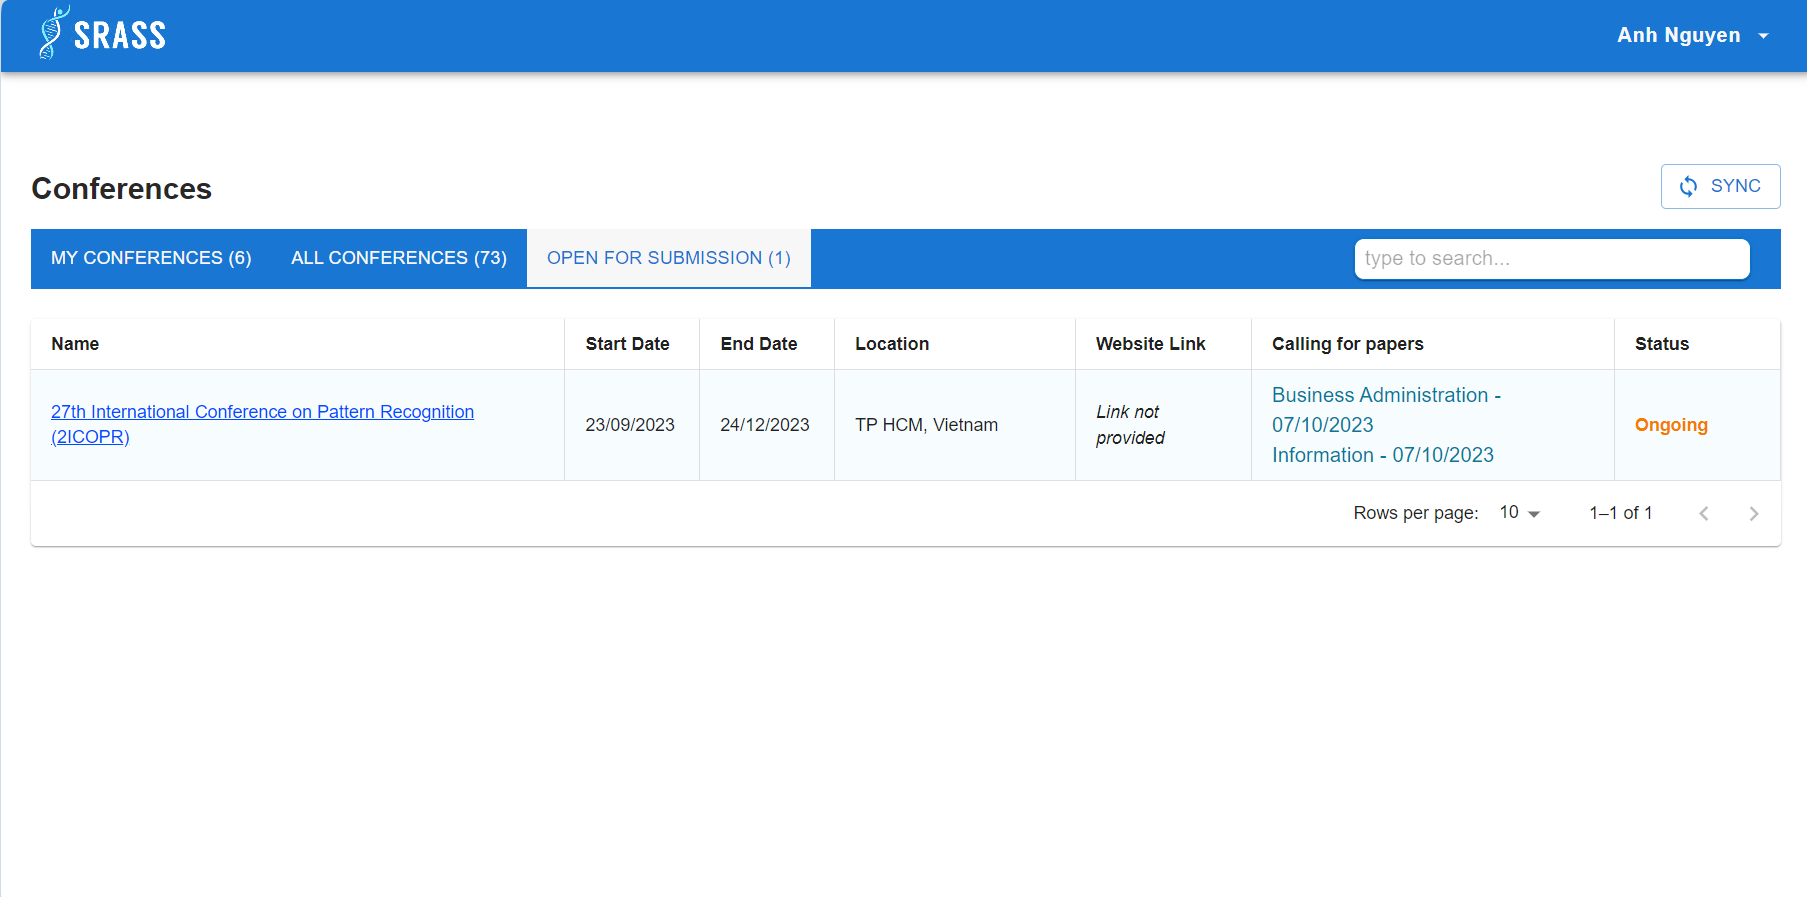 SRASS
Anh Nguyen
Conferences
SYNC
MY CONFERENCES (6)
ALL CONFERENCES (73)
OPEN FOR SUBMISSION (1)
type to search...
Name
Start Date
End Date
Location
Website Link
Calling for papers
Status
27th International Conference on Pattern Recognition
(2ICOPR)
23/09/2023
24/12/2023
TP HCM, Vietnam
Link not
provided
Business Administration -
07/10/2023
Information - 07/10/2023
Ongoing
Rows per page:
10
1–1 of 1